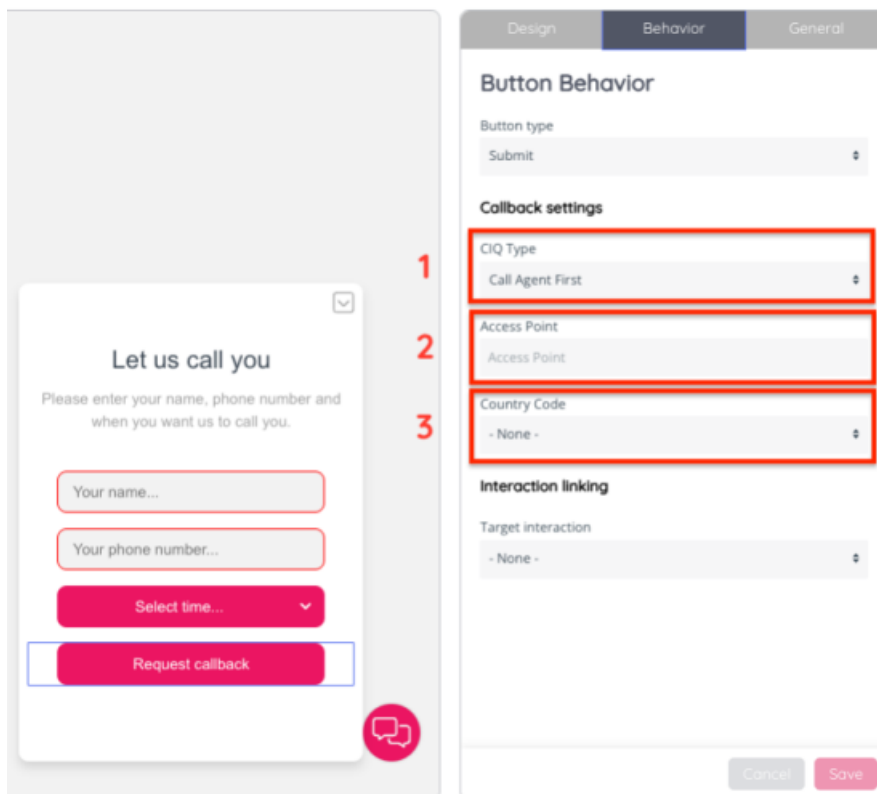 Let us call you
Please enter your name, phone number and
when you want us to call you.
Your name...
Your phone number...
Select time...
Request callback
Design Behavior General
Button Behavior
Button type
Submit
Callback settings
1
CIQ Type
Call Agent First
2
Access Point
Access Point
3
Country Code
- None -
Interaction linking
Target interaction
- None -
Cancel Save